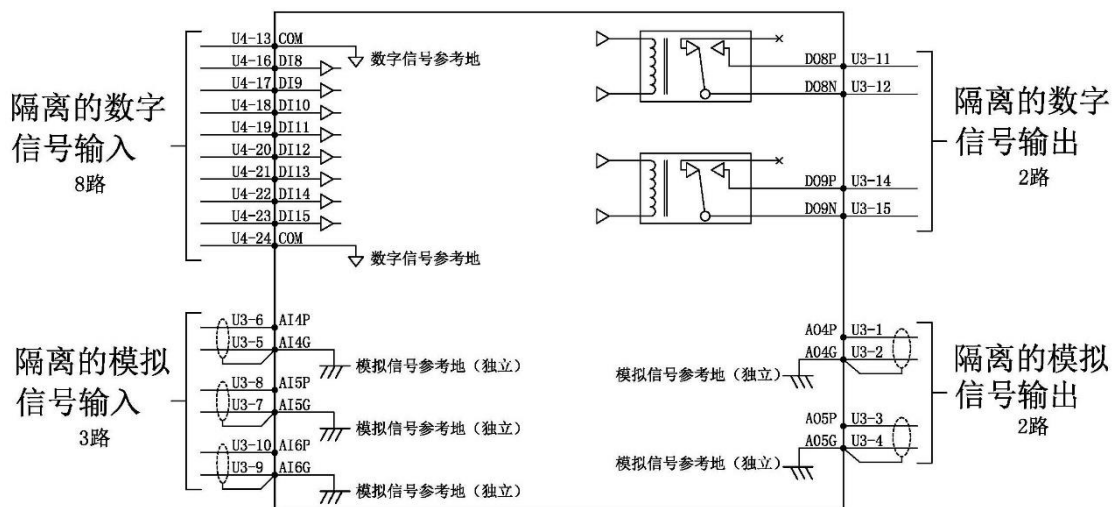 隔离的数字
信号输入
8路
U4-13 COM
数字信号参考地
U4-16 DI8
U4-17 DI9
U4-18 DI10
U4-19 DI11
U4-20 DI12
U4-21 DI13
U4-22 DI14
U4-23 DI15
U4-24 COM
数字信号参考地
隔离的模拟
信号输入
3路
U3-6 AI4P
U3-5 AI4G
模拟信号参考地（独立）
U3-8 AI5P
U3-7 AI5G
模拟信号参考地（独立）
U3-10 AI6P
U3-9 AI6G
模拟信号参考地（独立）
DO8P U3-11
DO8N U3-12
DO9P U3-14
DO9N U3-15
隔离的数字
信号输出
2路
AO4P U3-1
AO4G U3-2
模拟信号参考地（独立）
AO5P U3-3
AO5G U3-4
模拟信号参考地（独立）
隔离的模拟
信号输出
2路